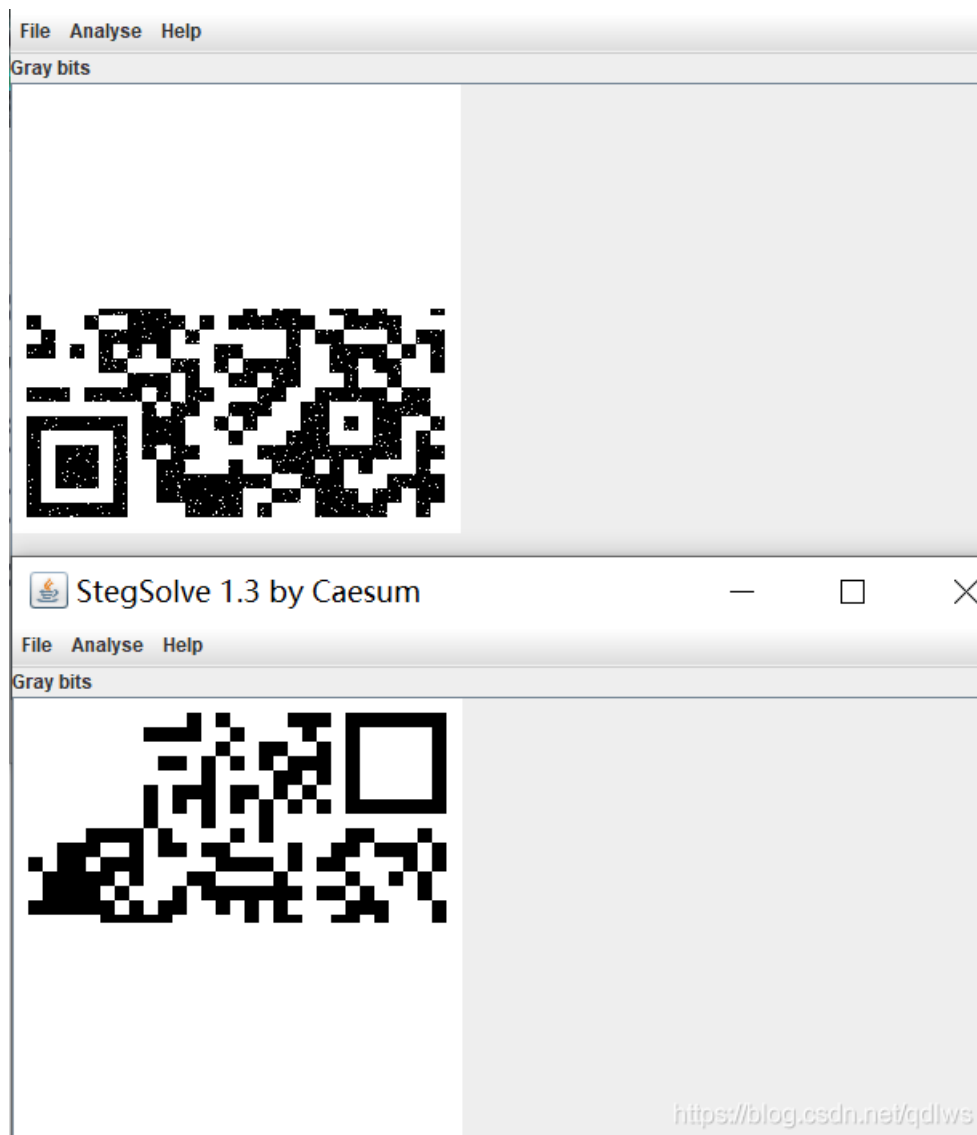 File Analyse Help
Gray bits
StegSolve 1.3 by Caesum
File Analyse Help
Gray bits
https://blog.csdn.net/qdlws